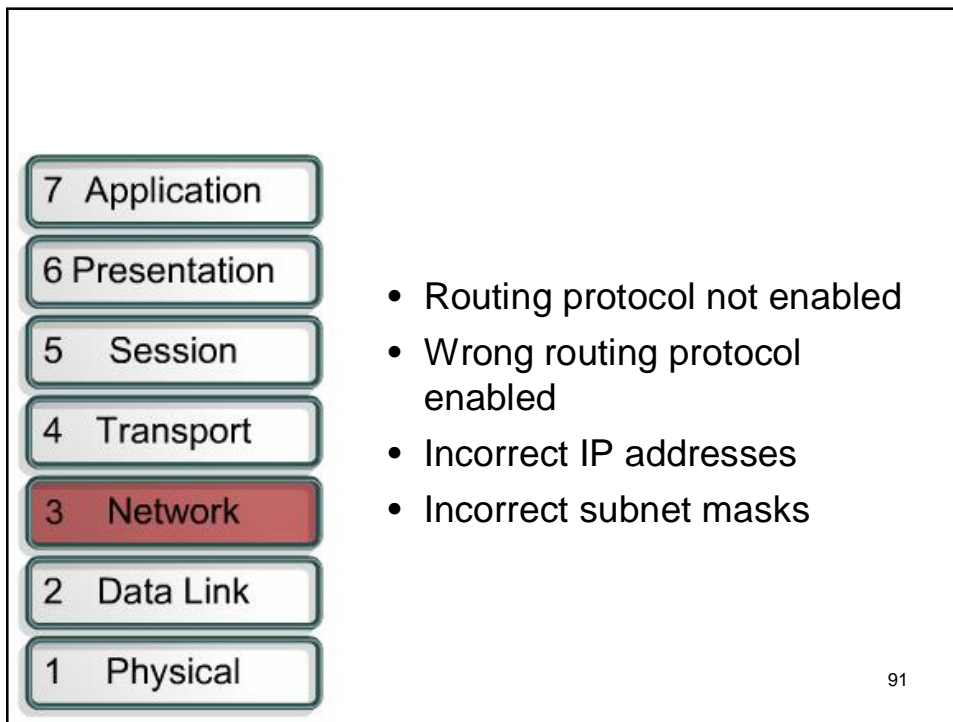 7 Application
6 Presentation
5 Session
4 Transport
3 Network
2 Data Link
1 Physical
• Routing protocol not enabled
• Wrong routing protocol
enabled
• Incorrect IP addresses
• Incorrect subnet masks
91